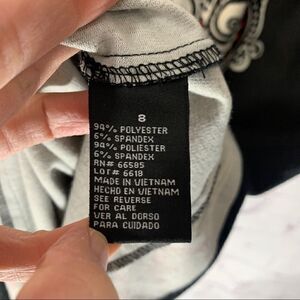 8
94% POLYESTER
6% SPANDEX
94% POLIESTER
6% SPANDEX
RN# 66585
LOT# 6618
MADE IN VIETNAM
HECHO EN VIETNAM
SEE REVERSE
FOR CARE
VER AL DORSO
PARA CUIDADO